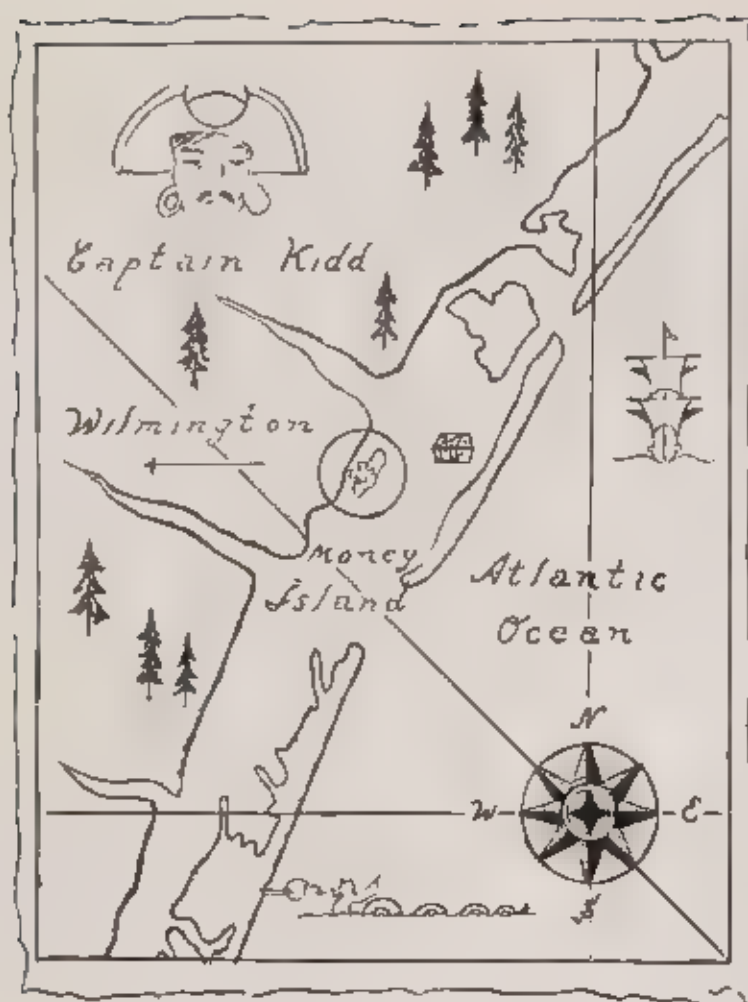 Captain Kidd
Wilmington
Money
Island
Atlantic
Ocean
N
W
E
S